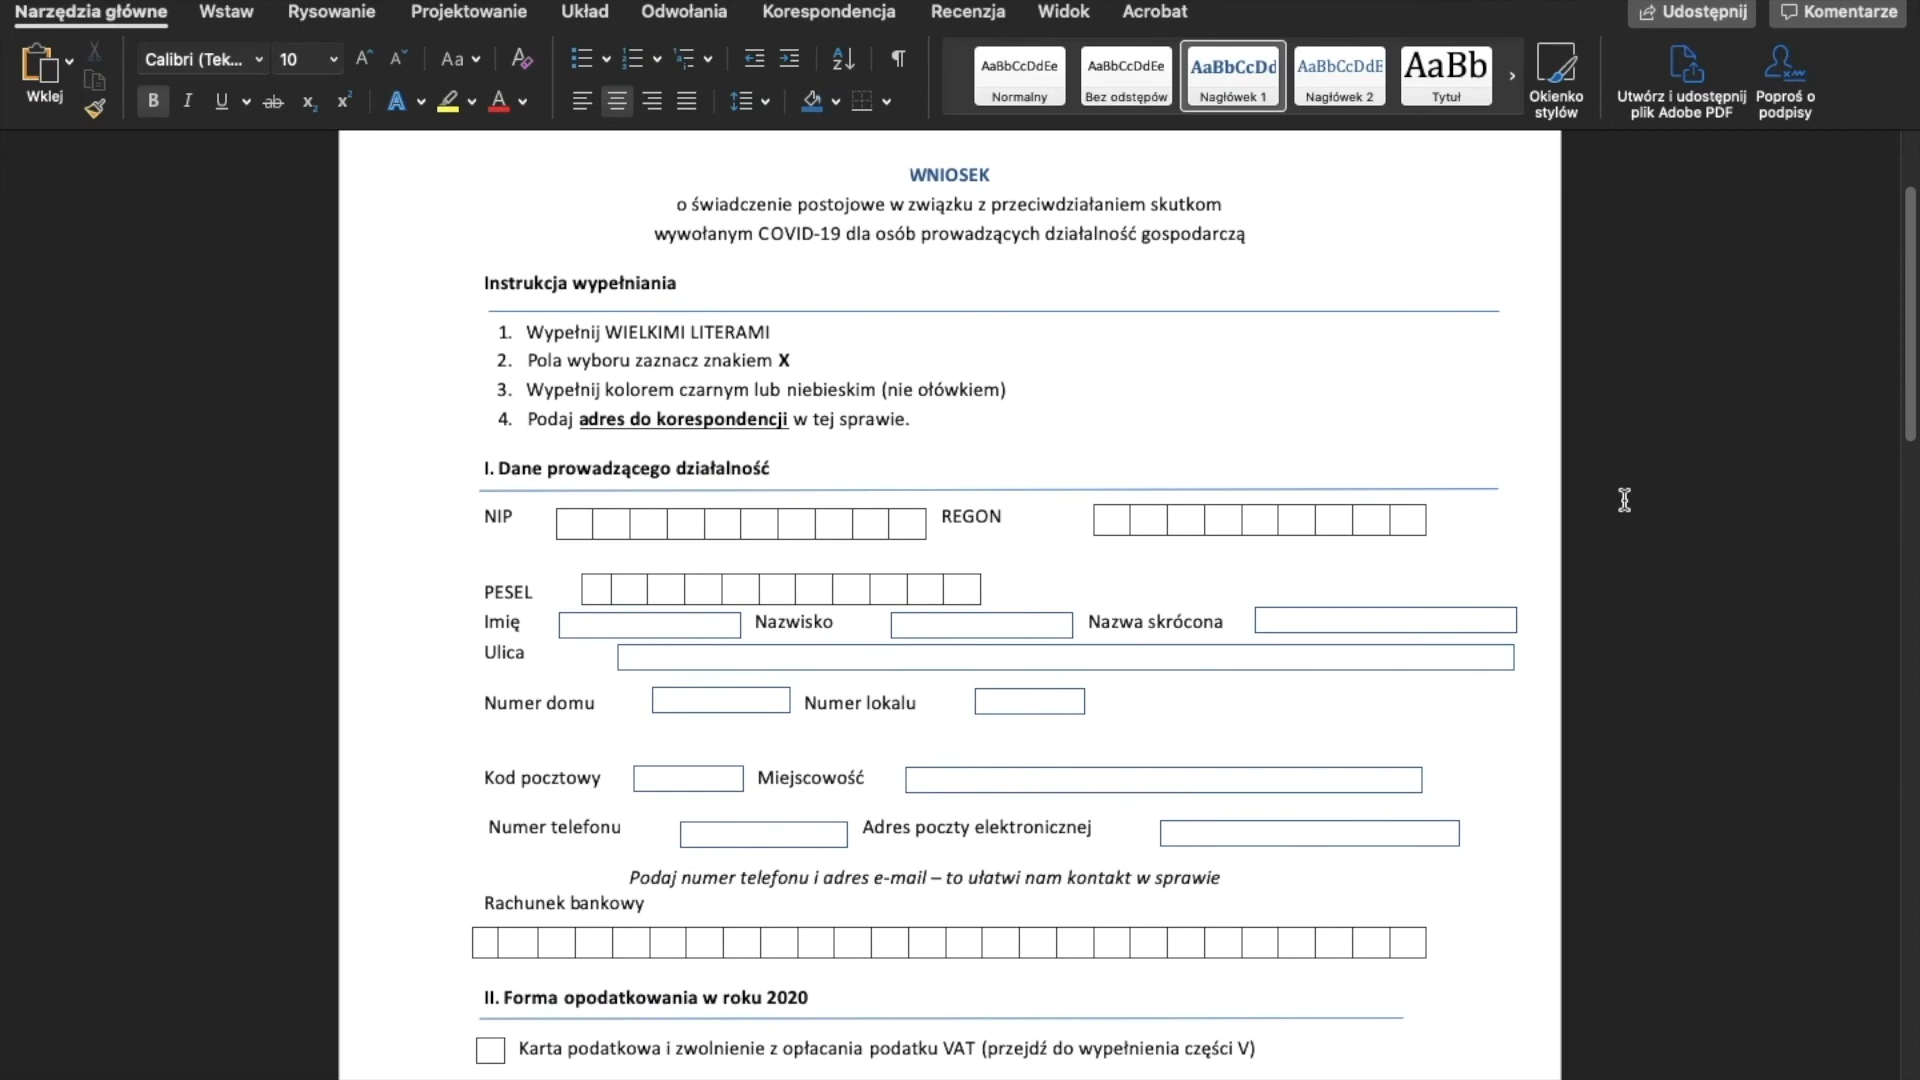 Narzędzia główne Wstaw Rysowanie Projektowanie Układ Odwołania Korespondencja Recenzja Widok Acrobat Udostępnij Komentarze
Wklej
Calibri (Tek... 10
Aa
B I U ab x₂ x² A A
AaBbCcDdEe AaBbCcDdEe AaBbCcDd AaBbCcDdE AaBb
Normalny Bez odstępów Nagłówek 1 Nagłówek 2 Tytuł
Okienko stylów
Utwórz i udostępnij plik Adobe PDF
Poproś o podpisy
WNIOSEK
o świadczenie postojowe w związku z przeciwdziałaniem skutkom
wywołanym COVID-19 dla osób prowadzących działalność gospodarczą
Instrukcja wypełniania
1. Wypełnij WIELKIMI LITERAMI
2. Pola wyboru zaznacz znakiem X
3. Wypełnij kolorem czarnym lub niebieskim (nie ołówkiem)
4. Podaj adres do korespondencji w tej sprawie.
I. Dane prowadzącego działalność
NIP REGON
PESEL
Imię Nazwisko Nazwa skrócona
Ulica
Numer domu Numer lokalu
Kod pocztowy Miejscowość
Numer telefonu Adres poczty elektronicznej
Podaj numer telefonu i adres e-mail – to ułatwi nam kontakt w sprawie
Rachunek bankowy
II. Forma opodatkowania w roku 2020
Karta podatkowa i zwolnienie z opłacania podatku VAT (przejdź do wypełnienia części V)